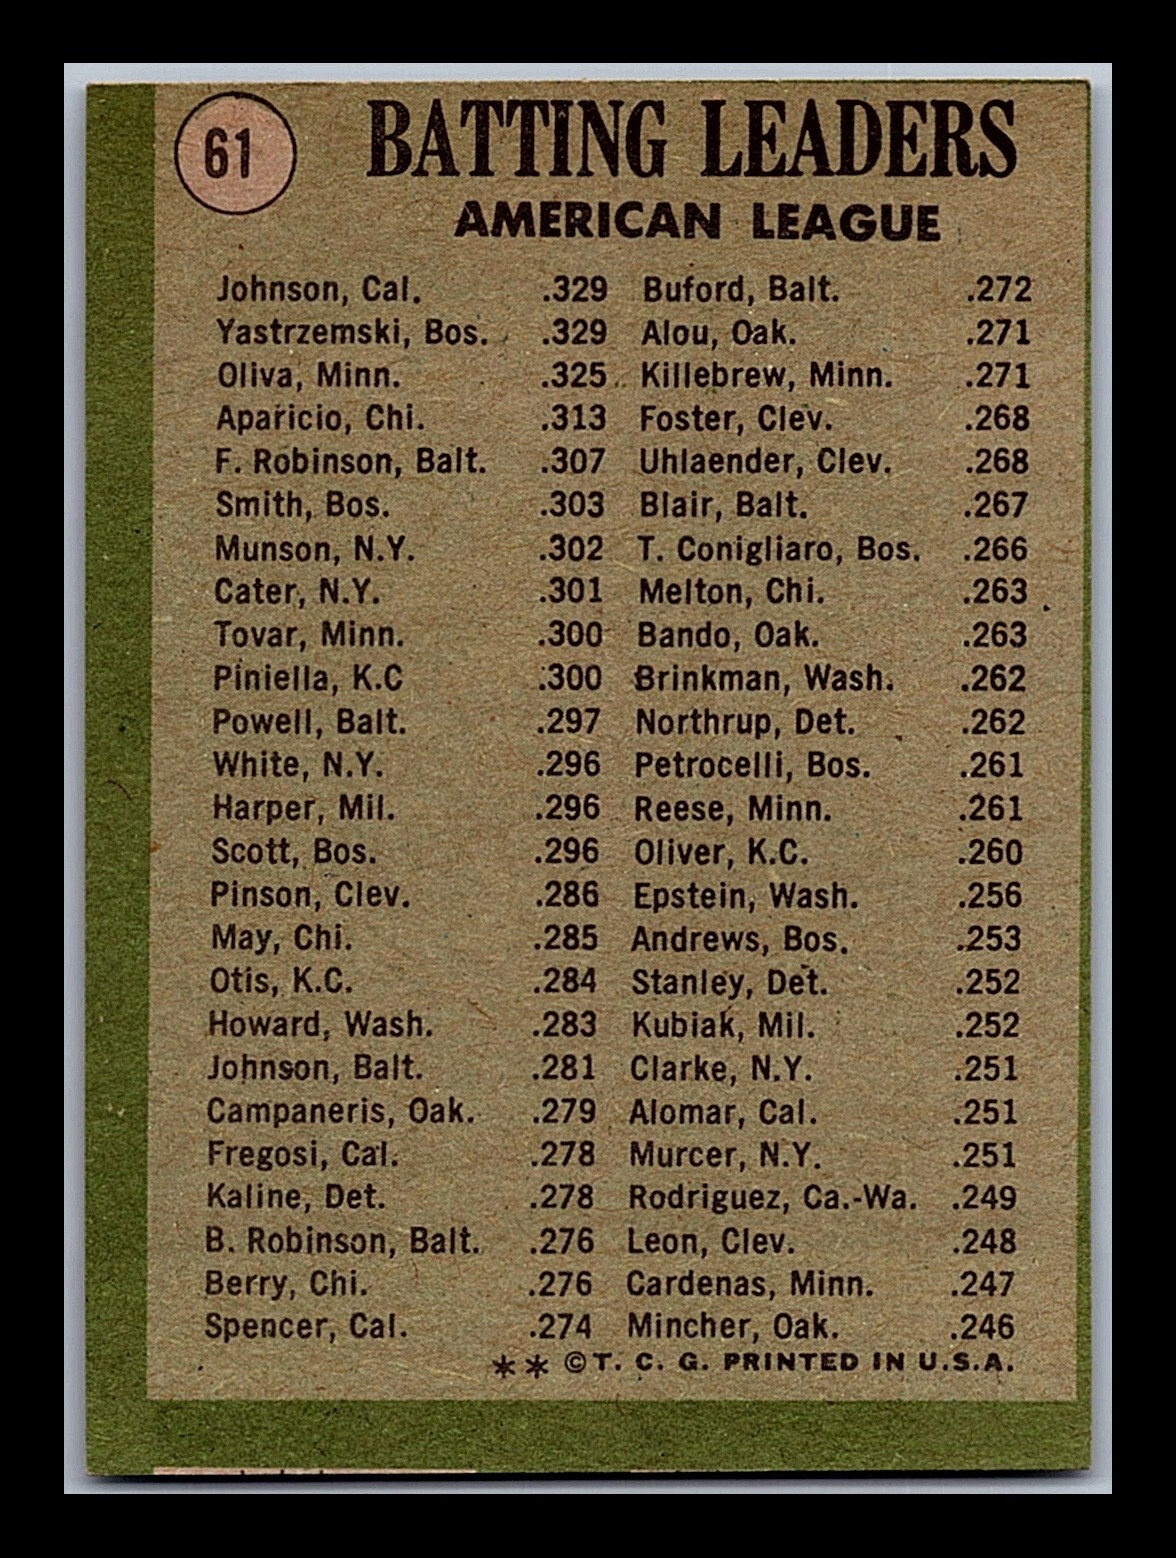 61
BATTING LEADERS
AMERICAN LEAGUE
Johnson, Cal. .329
Yastrzemski, Bos. .329
Oliva, Minn. .325
Aparicio, Chi. .313
F. Robinson, Balt. .307
Smith, Bos. .303
Munson, N.Y. .302
Cater, N.Y. .301
Tovar, Minn. .300
Piniella, K.C .300
Powell, Balt. .297
White, N.Y. .296
Harper, Mil. .296
Scott, Bos. .296
Pinson, Clev. .286
May, Chi. .285
Otis, K.C. .284
Howard, Wash. .283
Johnson, Balt. .281
Campaneris, Oak. .279
Fregosi, Cal. .278
Kaline, Det. .278
B. Robinson, Balt. .276
Berry, Chi. .276
Spencer, Cal. .274
Buford, Balt. .272
Alou, Oak. .271
Killebrew, Minn. .271
Foster, Clev. .268
Uhlaender, Clev. .268
Blair, Balt. .267
T. Conigliaro, Bos. .266
Melton, Chi. .263
Bando, Oak. .263
Brinkman, Wash. .262
Northrup, Det. .262
Petrocelli, Bos. .261
Reese, Minn. .261
Oliver, K.C. .260
Epstein, Wash. .256
Andrews, Bos. .253
Stanley, Det. .252
Kubiak, Mil. .252
Clarke, N.Y. .251
Alomar, Cal. .251
Murcer, N.Y. .251
Rodriguez, Ca.-Wa. .249
Leon, Clev. .248
Cardenas, Minn. .247
Mincher, Oak. .246
** ©T. C. G. PRINTED IN U.S.A.